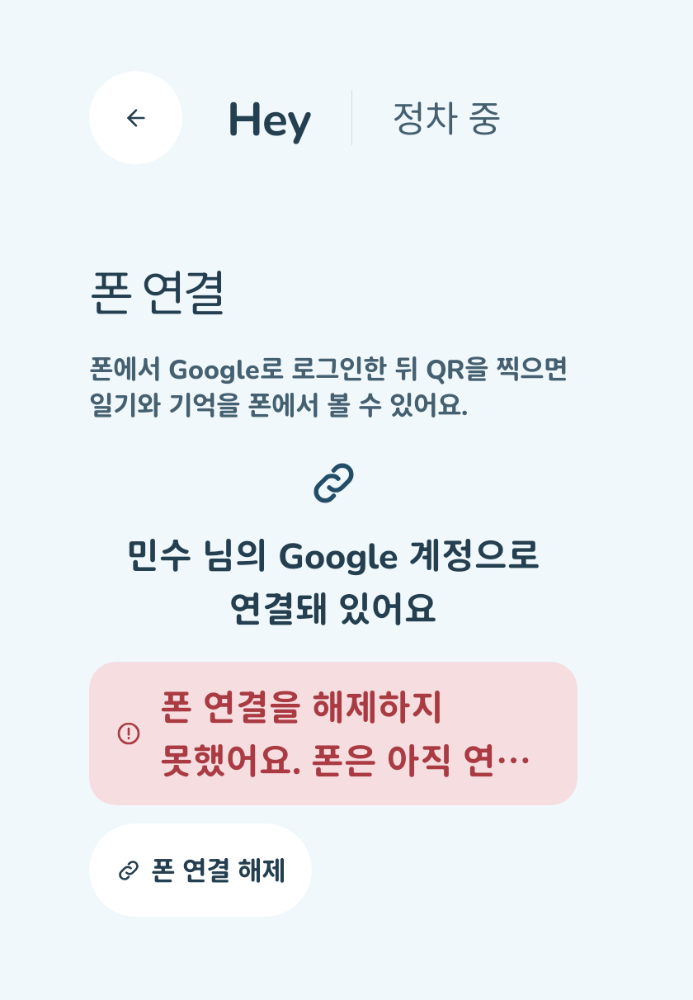 Hey
정차 중
폰 연결
폰에서 Google로 로그인한 뒤 QR을 찍으면
일기와 기억을 폰에서 볼 수 있어요.
민수 님의 Google 계정으로
연결돼 있어요
폰 연결을 해제하지
못했어요. 폰은 아직 연…
폰 연결 해제